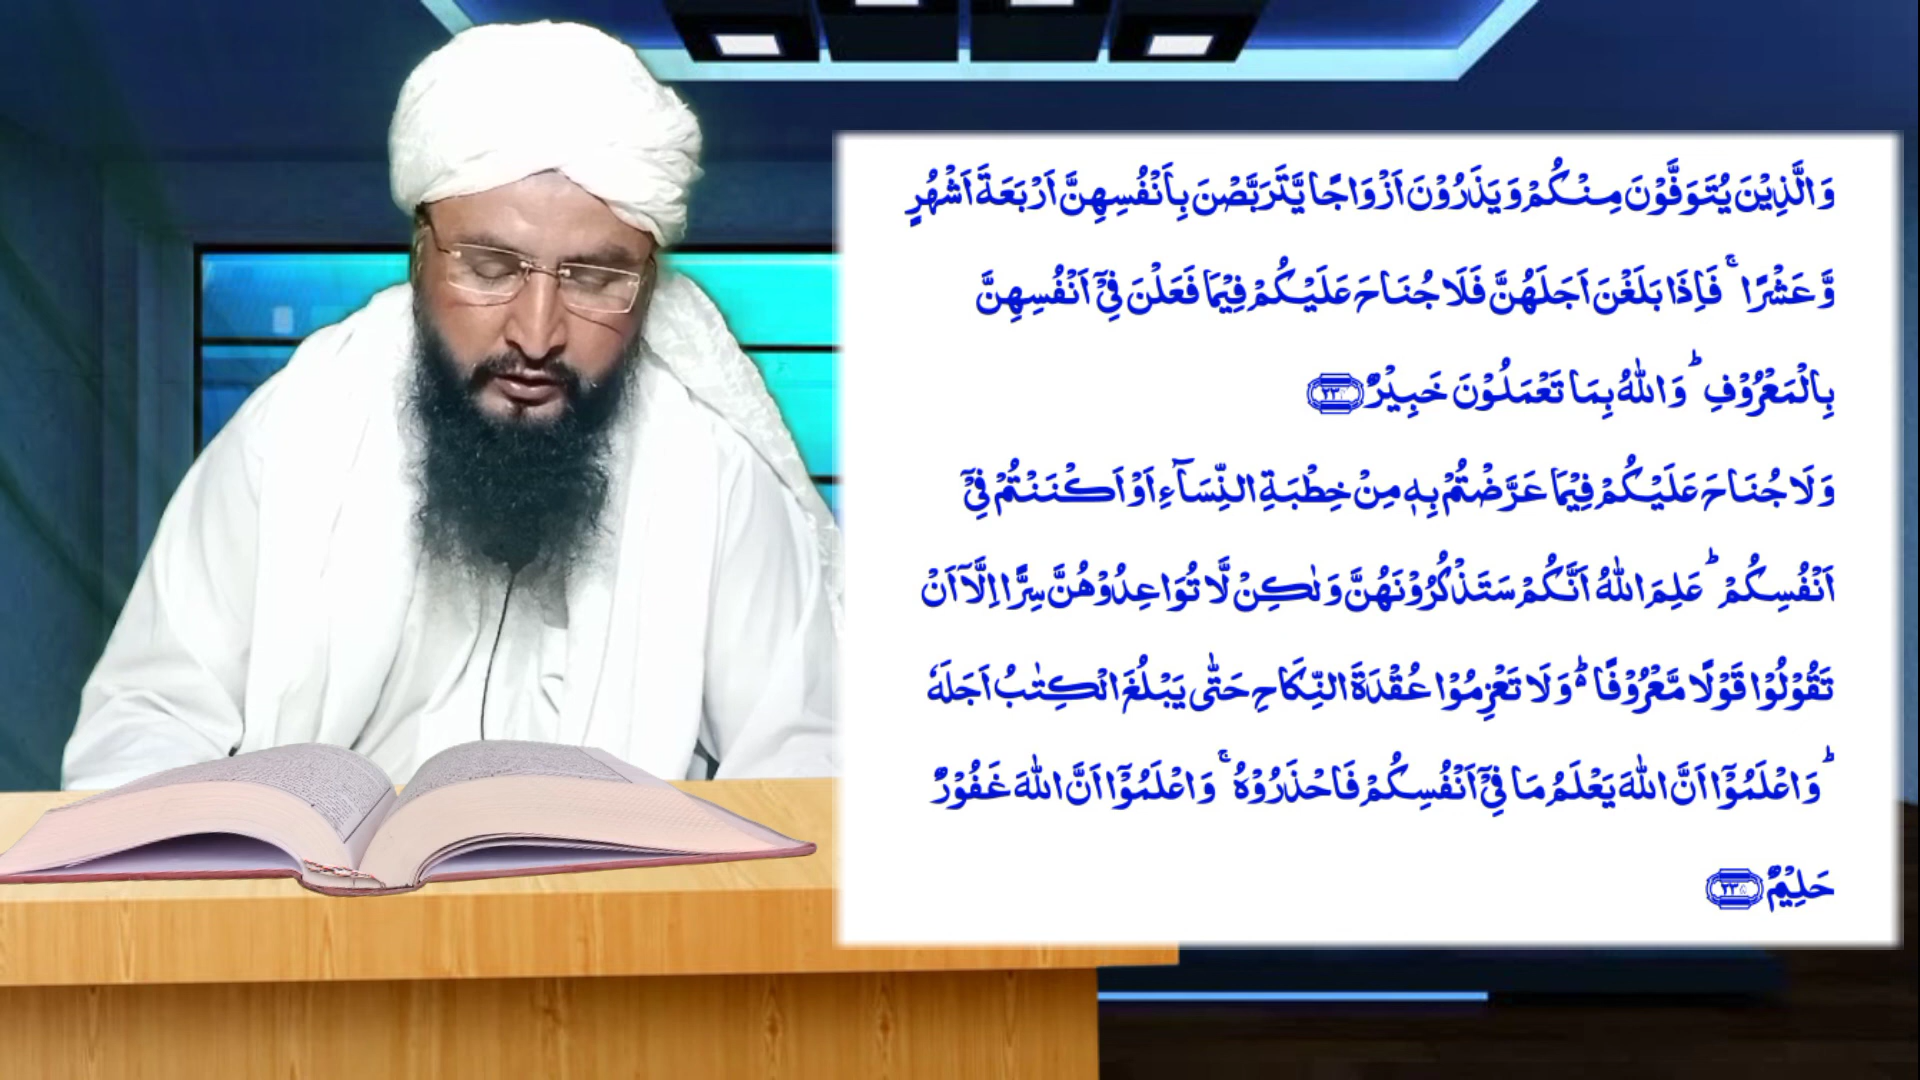 وَالَّذِيْنَ يُتَوَفَّوْنَ مِنْكُمْ وَيَذَرُوْنَ اَزْوَاجًا يَّتَرَبَّصْنَ بِاَنْفُسِهِنَّ اَرْبَعَةَ اَشْهُرٍ
وَّعَشْرًا ۚ فَاِذَا بَلَغْنَ اَجَلَهُنَّ فَلَا جُنَاحَ عَلَيْكُمْ فِيْمَا فَعَلْنَ فِيْٓ اَنْفُسِهِنَّ
بِالْمَعْرُوْفِ ؕ وَاللّٰهُ بِمَا تَعْمَلُوْنَ خَبِيْرٌ
وَلَا جُنَاحَ عَلَيْكُمْ فِيْمَا عَرَّضْتُمْ بِهٖ مِنْ خِطْبَةِ النِّسَآءِ اَوْ اَكْنَنْتُمْ فِيْٓ
اَنْفُسِكُمْ ؕ عَلِمَ اللّٰهُ اَنَّكُمْ سَتَذْكُرُوْنَهُنَّ وَلٰكِنْ لَّا تُوَاعِدُوْهُنَّ سِرًّا اِلَّآ اَنْ
تَقُوْلُوْا قَوْلًا مَّعْرُوْفًا ؕ وَلَا تَعْزِمُوْا عُقْدَةَ النِّكَاحِ حَتّٰى يَبْلُغَ الْكِتٰبُ اَجَلَهٗ
ؕ وَاعْلَمُوْٓا اَنَّ اللّٰهَ يَعْلَمُ مَا فِيْٓ اَنْفُسِكُمْ فَاحْذَرُوْهُ ۚ وَاعْلَمُوْٓا اَنَّ اللّٰهَ غَفُوْرٌ
حَلِيْمٌ